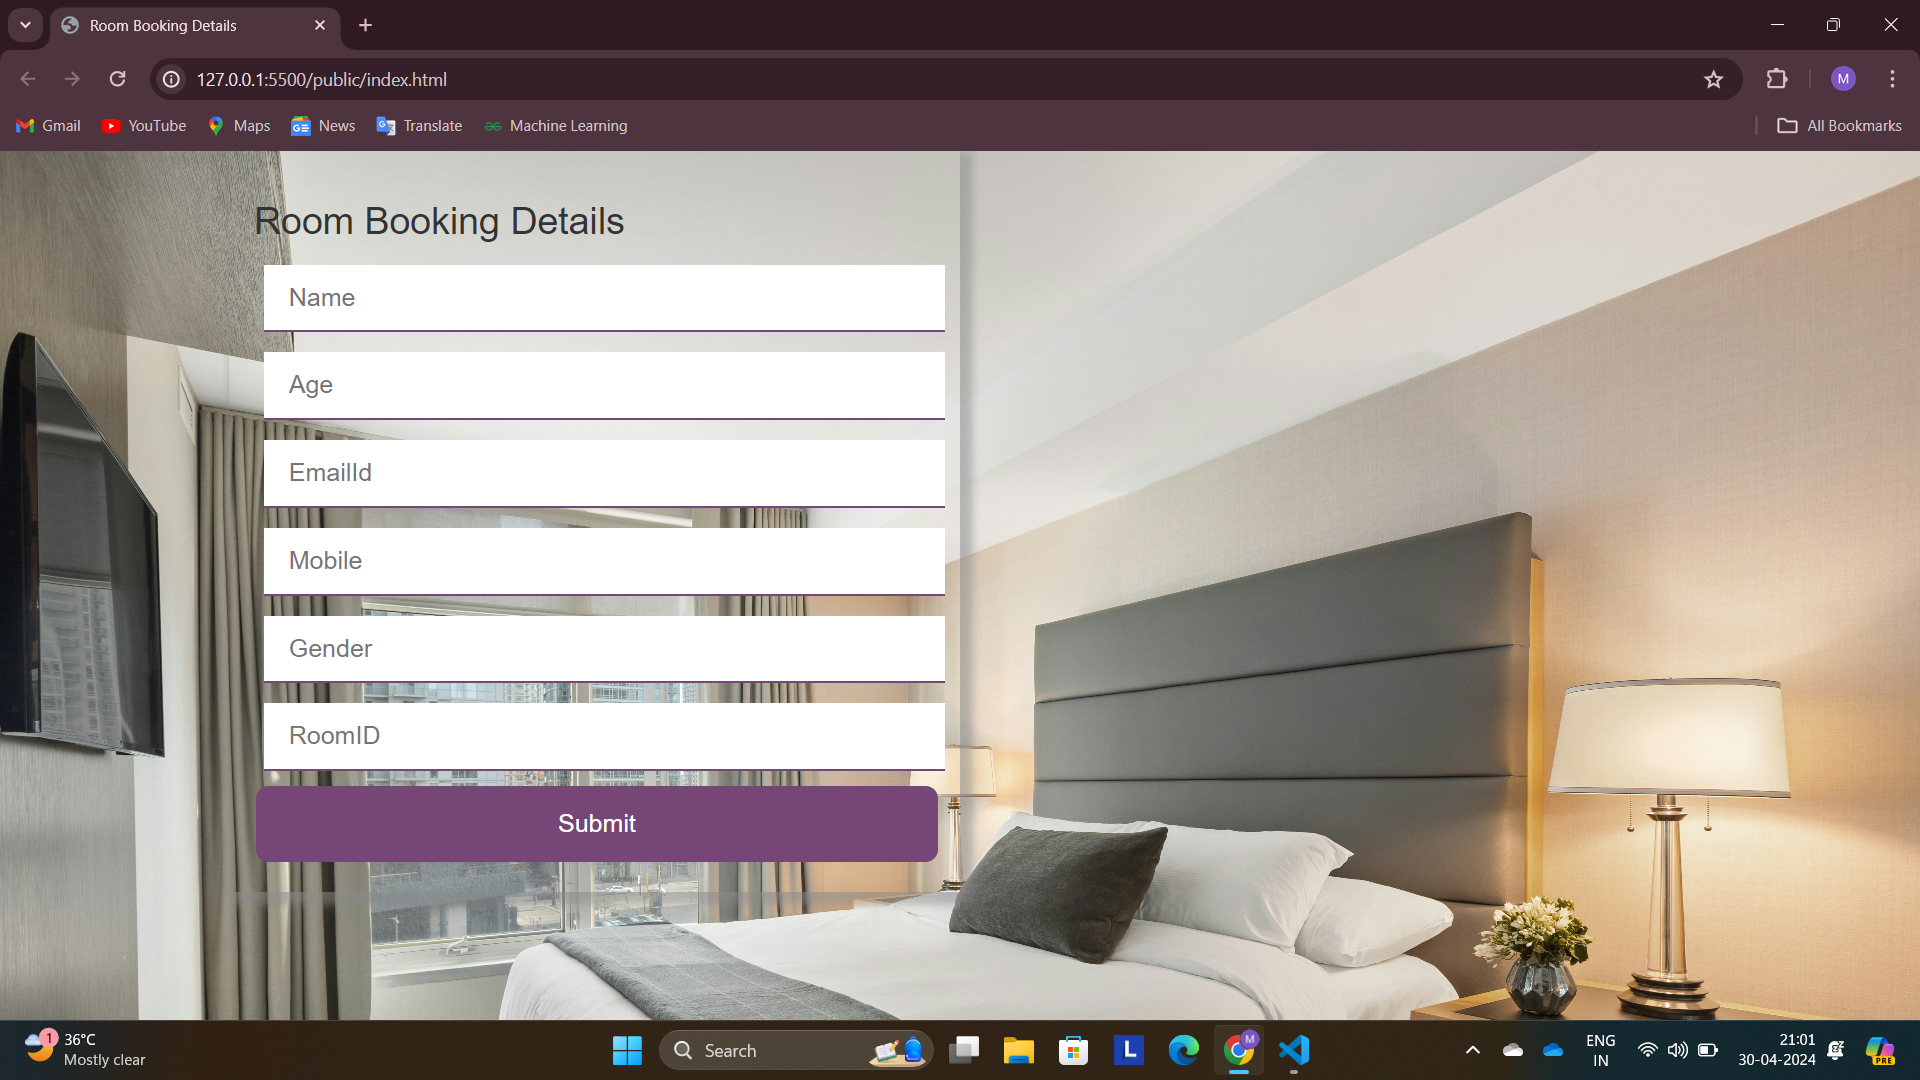 Room Booking Details
127.0.0.1:5500/public/index.html
M
Gmail
YouTube
Maps
GE
News
Translate
Machine Learning
All Bookmarks
Room Booking Details
Name
Age
EmailId
Mobile
Gender
RoomID
Submit
1
36°C
Mostly clear
Search
L
M
ENG
IN
21:01
30-04-2024
PRE